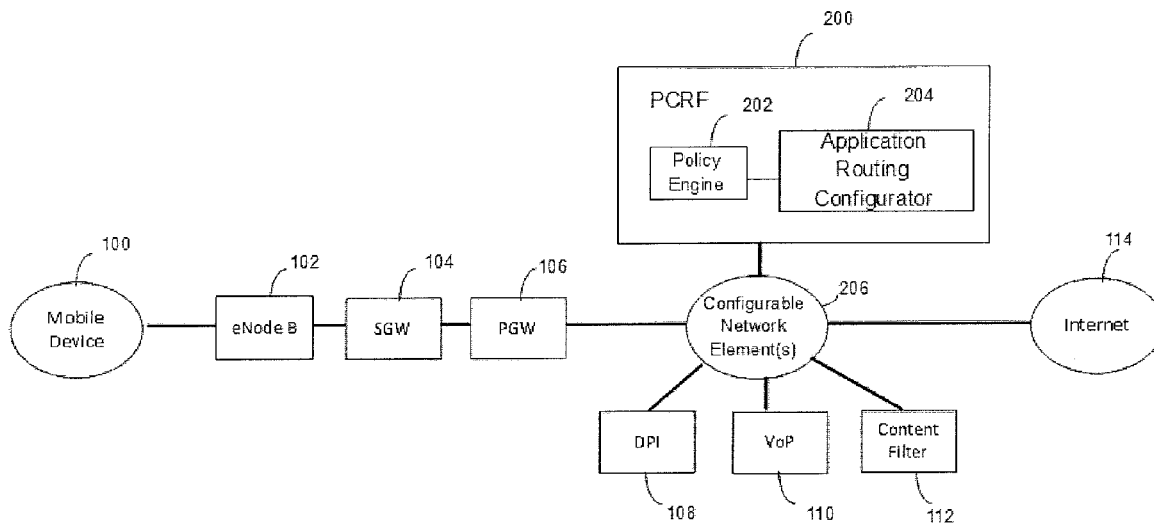 200
PCRF
202
204
Policy
Engine
Application
Routing
Configurator
100
102
104
106
206
114
Mobile
Device
eNode B
SGW
PGW
Configurable
Network
Element(s)
Internet
DPI
VoP
Content
Filter
108
110
112